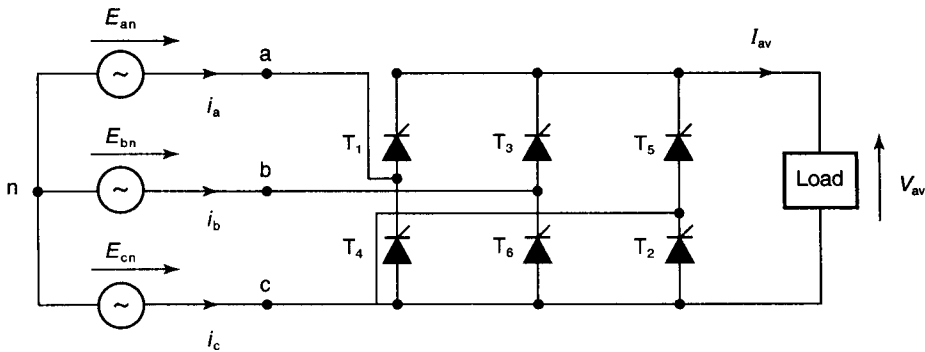 E_an
~
i_a
a
E_bn
~
i_b
b
n
E_cn
~
i_c
c
T_1
T_3
T_5
T_4
T_6
T_2
I_av
Load
V_av